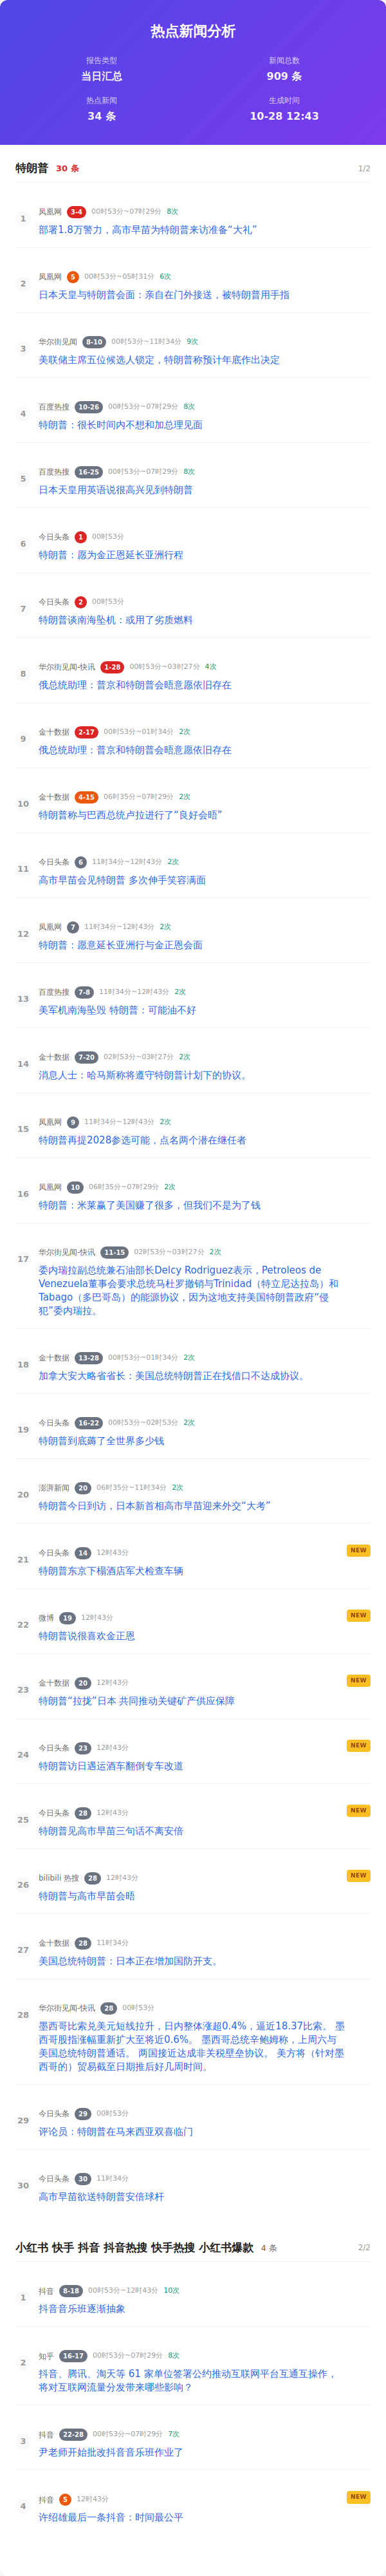 热点新闻分析
报告类型
当日汇总
新闻总数
909 条
热点新闻
34 条
生成时间
10-28 12:43
特朗普 30 条 1/2
1 凤凰网 3-4 00时53分~07时29分 8次
部署1.8万警力，高市早苗为特朗普来访准备“大礼”
2 凤凰网 5 00时53分~05时31分 6次
日本天皇与特朗普会面：亲自在门外接送，被特朗普用手指
3 华尔街见闻 8-10 00时53分~11时34分 9次
美联储主席五位候选人锁定，特朗普称预计年底作出决定
4 百度热搜 10-26 00时53分~07时29分 8次
特朗普：很长时间内不想和加总理见面
5 百度热搜 16-25 00时53分~07时29分 8次
日本天皇用英语说很高兴见到特朗普
6 今日头条 1 00时53分
特朗普：愿为金正恩延长亚洲行程
7 今日头条 2 00时53分
特朗普谈南海坠机：或用了劣质燃料
8 华尔街见闻-快讯 1-28 00时53分~03时27分 4次
俄总统助理：普京和特朗普会晤意愿依旧存在
9 金十数据 2-17 00时53分~01时34分 2次
俄总统助理：普京和特朗普会晤意愿依旧存在
10 金十数据 4-15 06时35分~07时29分 2次
特朗普称与巴西总统卢拉进行了“良好会晤”
11 今日头条 6 11时34分~12时43分 2次
高市早苗会见特朗普 多次伸手笑容满面
12 凤凰网 7 11时34分~12时43分 2次
特朗普：愿意延长亚洲行与金正恩会面
13 百度热搜 7-8 11时34分~12时43分 2次
美军机南海坠毁 特朗普：可能油不好
14 金十数据 7-20 02时53分~03时27分 2次
消息人士：哈马斯称将遵守特朗普计划下的协议。
15 凤凰网 9 11时34分~12时43分 2次
特朗普再提2028参选可能，点名两个潜在继任者
16 凤凰网 10 06时35分~07时29分 2次
特朗普：米莱赢了美国赚了很多，但我们不是为了钱
17 华尔街见闻-快讯 11-15 02时53分~03时27分 2次
委内瑞拉副总统兼石油部长Delcy Rodriguez表示，Petroleos de
Venezuela董事会要求总统马杜罗撤销与Trinidad（特立尼达拉岛）和
Tabago（多巴哥岛）的能源协议，因为这地支持美国特朗普政府“侵
犯”委内瑞拉。
18 金十数据 13-28 00时53分~01时34分 2次
加拿大安大略省省长：美国总统特朗普正在找借口不达成协议。
19 今日头条 16-22 00时53分~02时53分 2次
特朗普到底薅了全世界多少钱
20 澎湃新闻 20 06时35分~11时34分 2次
特朗普今日到访，日本新首相高市早苗迎来外交“大考”
21 今日头条 14 12时43分 NEW
特朗普东京下榻酒店军犬检查车辆
22 微博 19 12时43分 NEW
特朗普说很喜欢金正恩
23 金十数据 20 12时43分 NEW
特朗普“拉拢”日本 共同推动关键矿产供应保障
24 今日头条 23 12时43分 NEW
特朗普访日遇运酒车翻倒专车改道
25 今日头条 28 12时43分 NEW
特朗普见高市早苗三句话不离安倍
26 bilibili 热搜 28 12时43分 NEW
特朗普与高市早苗会晤
27 金十数据 28 11时34分
美国总统特朗普：日本正在增加国防开支。
28 华尔街见闻-快讯 28 00时53分
墨西哥比索兑美元短线拉升，日内整体涨超0.4%，逼近18.37比索。 墨
西哥股指涨幅重新扩大至将近0.6%。 墨西哥总统辛鲍姆称，上周六与
美国总统特朗普通话。 两国接近达成非关税壁垒协议。 美方将（针对墨
西哥的）贸易截至日期推后好几周时间。
29 今日头条 29 00时53分
评论员：特朗普在马来西亚双喜临门
30 今日头条 30 11时34分
高市早苗欲送特朗普安倍球杆
小红书 快手 抖音 抖音热搜 快手热搜 小红书爆款 4 条 2/2
1 抖音 8-18 00时53分~12时43分 10次
抖音音乐班逐渐抽象
2 知乎 16-17 00时53分~07时29分 8次
抖音、腾讯、淘天等 61 家单位签署公约推动互联网平台互通互操作，
将对互联网流量分发带来哪些影响？
3 抖音 22-28 00时53分~07时29分 7次
尹老师开始批改抖音音乐班作业了
4 抖音 5 12时43分 NEW
许绍雄最后一条抖音：时间最公平